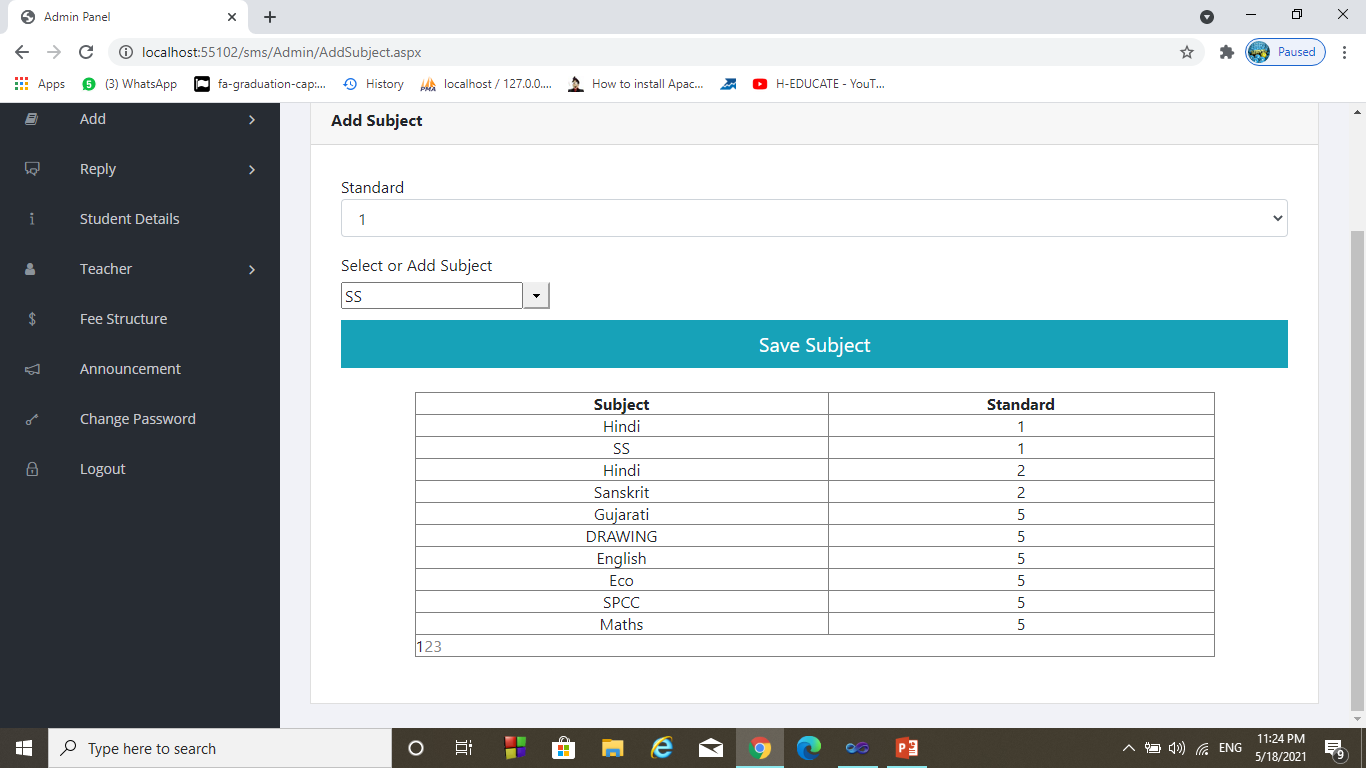 Admin Panel
localhost:55102/sms/Admin/AddSubject.aspx
Paused
Apps
(3) WhatsApp
fa-graduation-cap:...
History
localhost / 127.0.0....
How to install Apac...
H-EDUCATE - YouT...
Add
Reply
Student Details
Teacher
Fee Structure
Announcement
Change Password
Logout
Add Subject
Standard
1
Select or Add Subject
SS
Save Subject
Subject Standard
Hindi 1
SS 1
Hindi 2
Sanskrit 2
Gujarati 5
DRAWING 5
English 5
Eco 5
SPCC 5
Maths 5
123
Type here to search
ENG
11:24 PM
5/18/2021
9